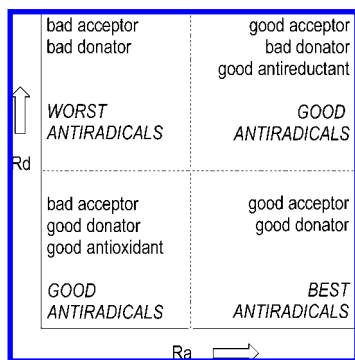 bad acceptor
bad donator
WORST
ANTIRADICALS
good acceptor
bad donator
good antireductant
GOOD
ANTIRADICALS
Rd
bad acceptor
good donator
good antioxidant
GOOD
ANTIRADICALS
good acceptor
good donator
BEST
ANTIRADICALS
Ra